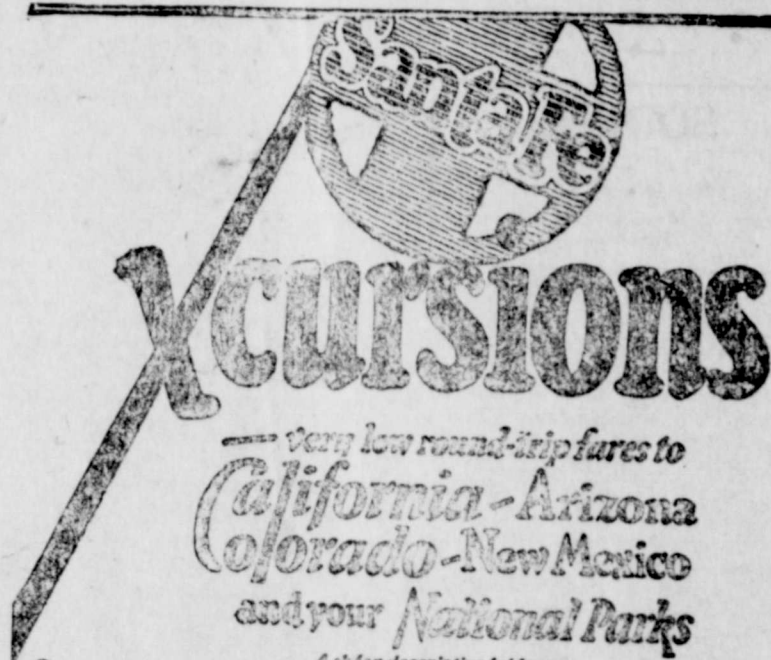 Santa Fe
Xcursions
— very low round-trip fares to
California - Arizona
Colorado - New Mexico
and your National Parks